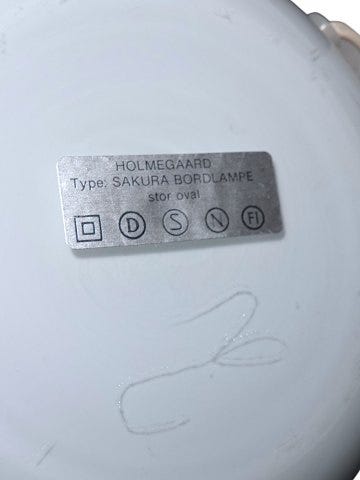 HOLMEGAARD
Type: SAKURA BORDLAMPE
stor oval
D S N FI